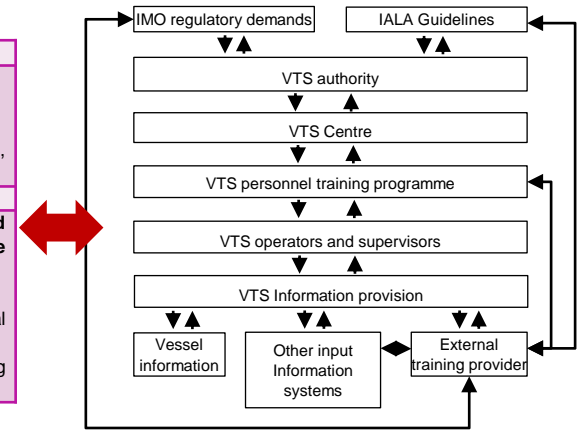 IMO regulatory demands
IALA Guidelines
VTS authority
VTS Centre
VTS personnel training programme
VTS operators and supervisors
VTS Information provision
Vessel
information
Other input
Information
systems
External
training provider
,
d
e
al
g